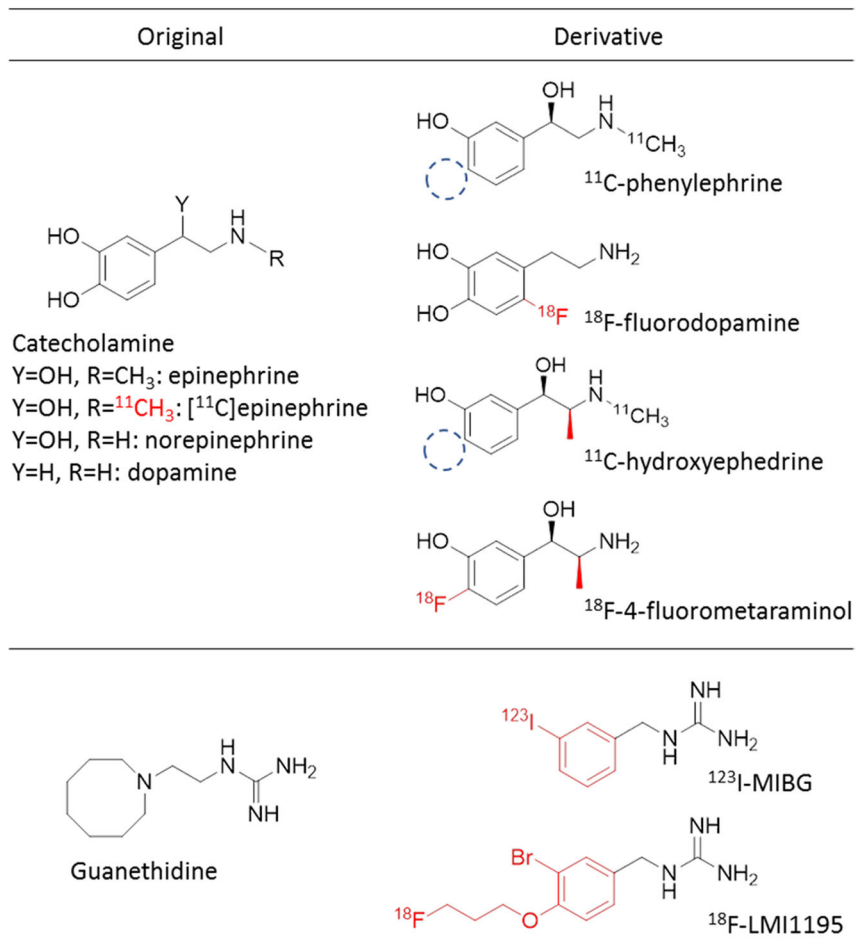 Original Derivative
OH
HO
H
N
¹¹CH₃
¹¹C-phenylephrine
Y
HO
H
N
R
HO
HO
NH₂
HO
¹⁸F
¹⁸F-fluorodopamine
Catecholamine
Y=OH, R=CH₃: epinephrine
Y=OH, R=¹¹CH₃: [¹¹C]epinephrine
Y=OH, R=H: norepinephrine
Y=H, R=H: dopamine
OH
HO
H
N
¹¹CH₃
¹¹C-hydroxyephedrine
OH
HO
NH₂
¹⁸F
¹⁸F-4-fluorometaraminol
N
H
N
NH₂
NH
Guanethidine
¹²³I
NH
N
H
NH₂
¹²³I-MIBG
Br
NH
N
H
NH₂
¹⁸F
O
¹⁸F-LMI1195